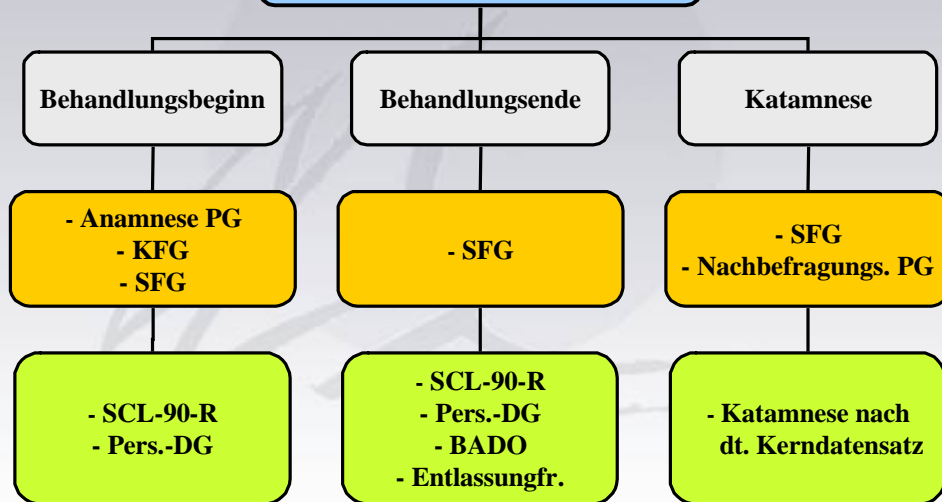 Behandlungsbeginn
Behandlungsende
Katamnese
- Anamnese PG
- KFG
- SFG
- SFG
- SFG
- Nachbefragungs. PG
- SCL-90-R
- Pers.-DG
- SCL-90-R
- Pers.-DG
- BADO
- Entlassungfr.
- Katamnese nach
dt. Kerndatensatz